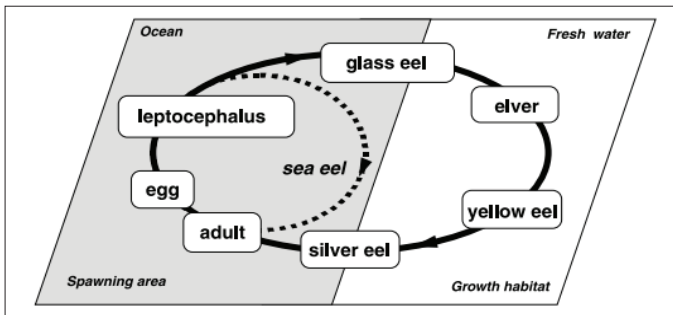 Ocean
Fresh water
glass eel
elver
leptocephalus
sea eel
egg
yellow eel
adult
silver eel
Spawning area
Growth habitat